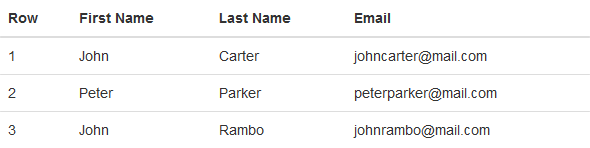 Row First Name Last Name Email
1 John Carter johncarter@mail.com
2 Peter Parker peterparker@mail.com
3 John Rambo johnrambo@mail.com